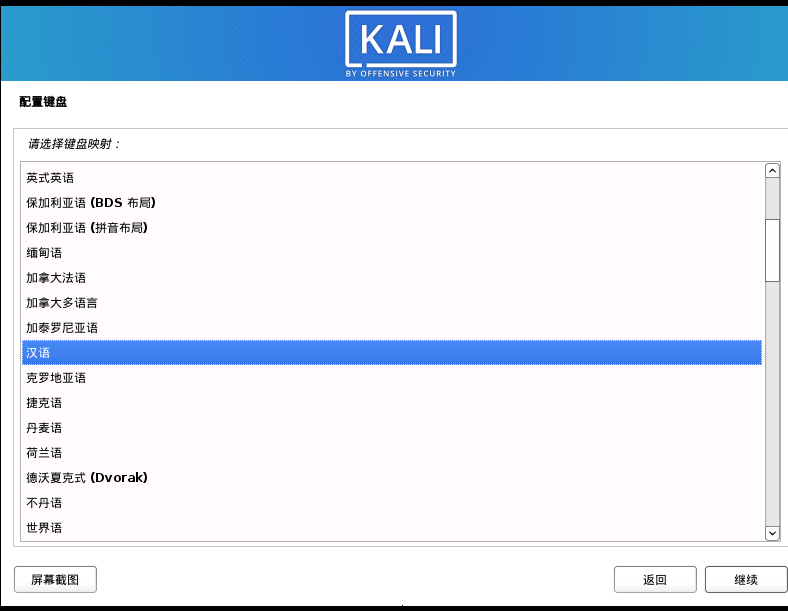 KALI
BY OFFENSIVE SECURITY
配置键盘
请选择键盘映射：
英式英语
保加利亚语 (BDS 布局)
保加利亚语 (拼音布局)
缅甸语
加拿大法语
加拿大多语言
加泰罗尼亚语
汉语
克罗地亚语
捷克语
丹麦语
荷兰语
德沃夏克式 (Dvorak)
不丹语
世界语
屏幕截图
返回
继续